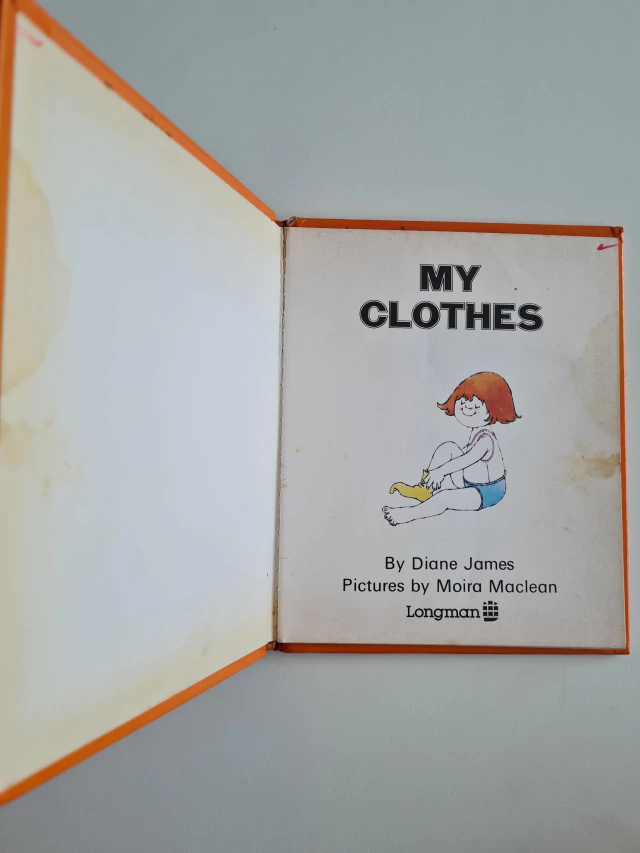 MY
CLOTHES
By Diane James
Pictures by Moira Maclean
Longman